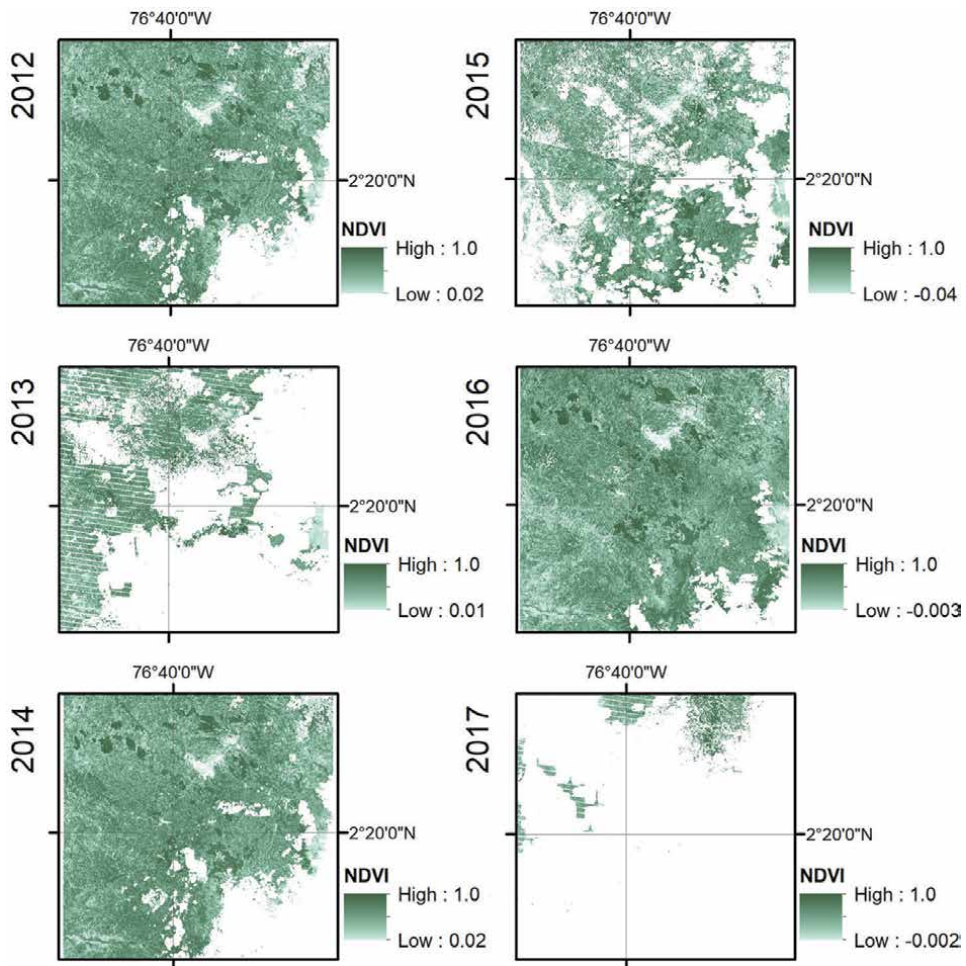 76°40'0"W
2012
2°20'0"N
NDVI
High : 1.0
Low : 0.02
76°40'0"W
2015
2°20'0"N
NDVI
High : 1.0
Low : -0.04
76°40'0"W
2013
2°20'0"N
NDVI
High : 1.0
Low : 0.01
76°40'0"W
2016
2°20'0"N
NDVI
High : 1.0
Low : -0.003
76°40'0"W
2014
2°20'0"N
NDVI
High : 1.0
Low : 0.02
76°40'0"W
2017
2°20'0"N
NDVI
High : 1.0
Low : -0.002